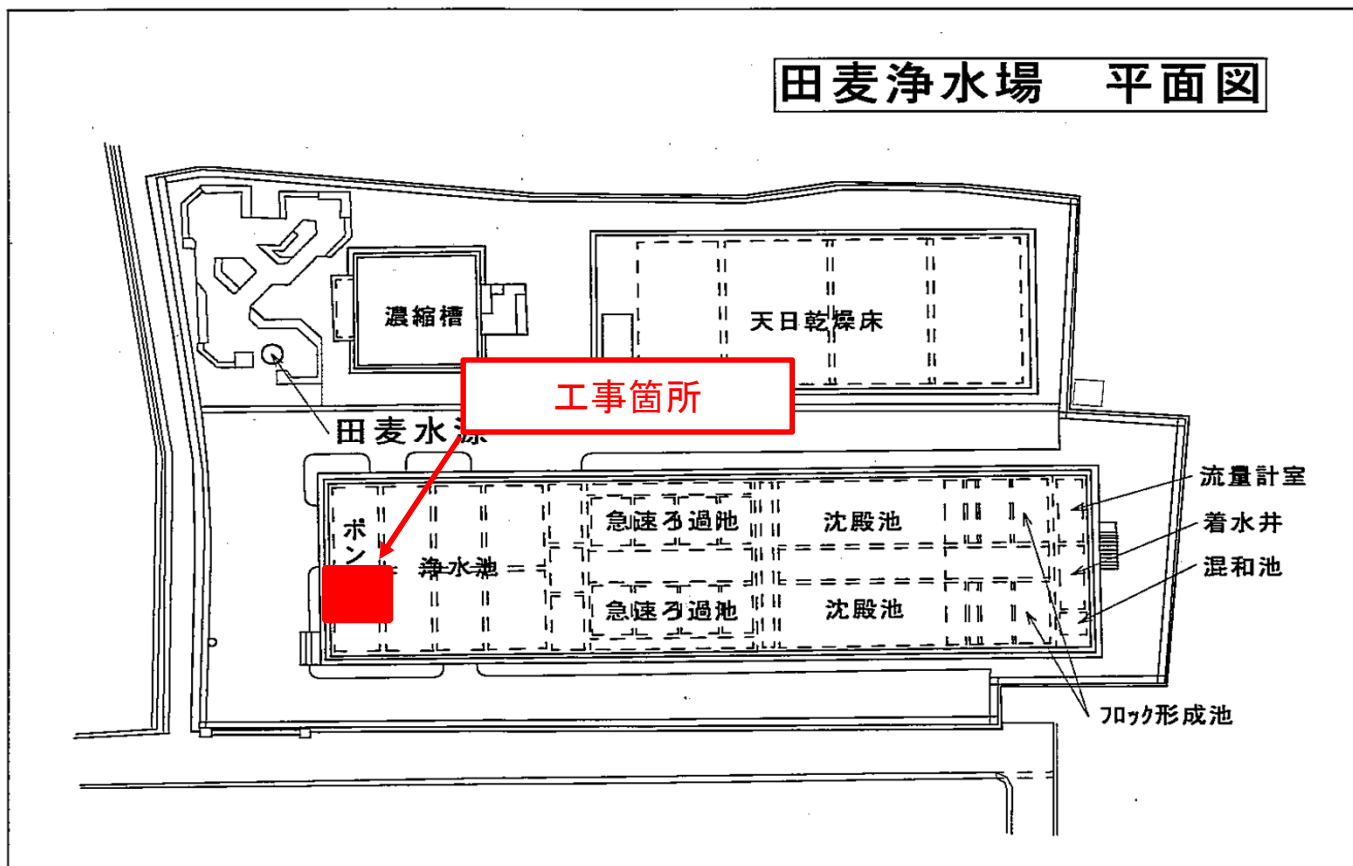 田麦浄水場 平面図
濃縮槽
天日乾燥床
工事箇所
田麦水源
流量計室
着水井
混和池
ポン
浄水池
急速ろ過池
沈殿池
急速ろ過池
沈殿池
フロック形成池